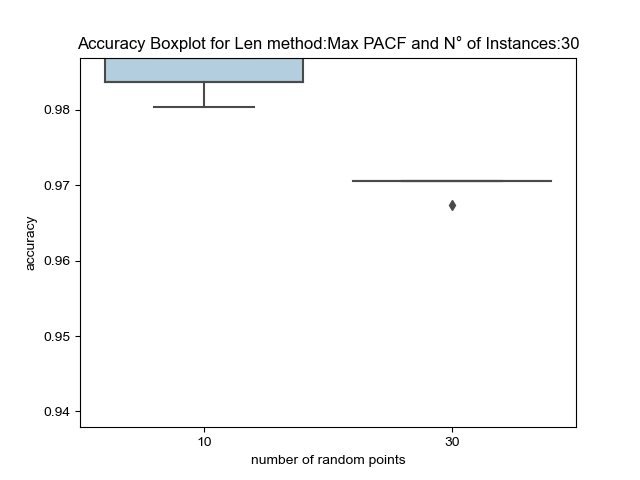 Accuracy Boxplot for Len method:Max PACF and N° of Instances:30
0.98
0.97
0.96
0.95
0.94
accuracy
10
30
number of random points